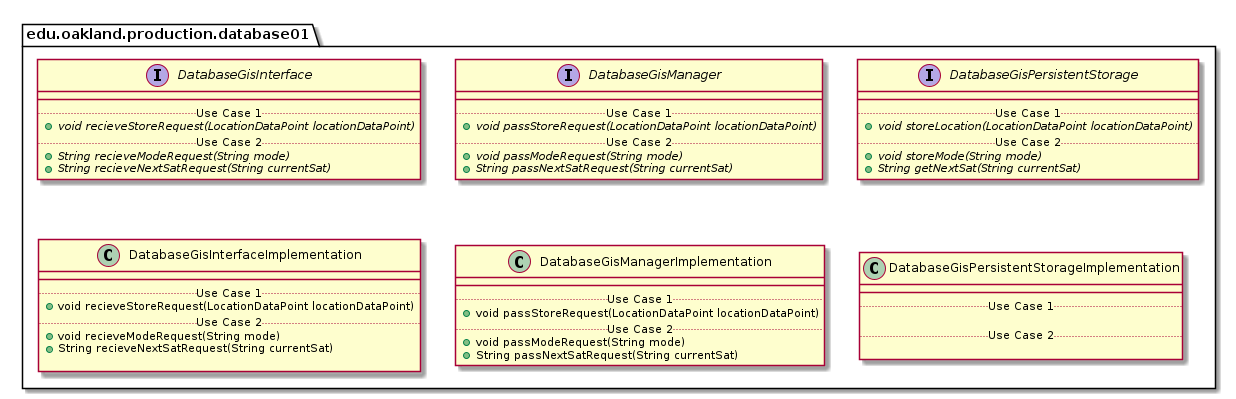 edu.oakland.production.database01
I DatabaseGisInterface
Use Case 1
void recieveStoreRequest(LocationDataPoint locationDataPoint)
Use Case 2
String recieveModeRequest(String mode)
String recieveNextSatRequest(String currentSat)
I DatabaseGisManager
Use Case 1
void passStoreRequest(LocationDataPoint locationDataPoint)
Use Case 2
void passModeRequest(String mode)
String passNextSatRequest(String currentSat)
I DatabaseGisPersistentStorage
Use Case 1
void storeLocation(LocationDataPoint locationDataPoint)
Use Case 2
void storeMode(String mode)
String getNextSat(String currentSat)
C DatabaseGisInterfaceImplementation
Use Case 1
void recieveStoreRequest(LocationDataPoint locationDataPoint)
Use Case 2
void recieveModeRequest(String mode)
String recieveNextSatRequest(String currentSat)
C DatabaseGisManagerImplementation
Use Case 1
void passStoreRequest(LocationDataPoint locationDataPoint)
Use Case 2
void passModeRequest(String mode)
String passNextSatRequest(String currentSat)
C DatabaseGisPersistentStorageImplementation
Use Case 1
Use Case 2